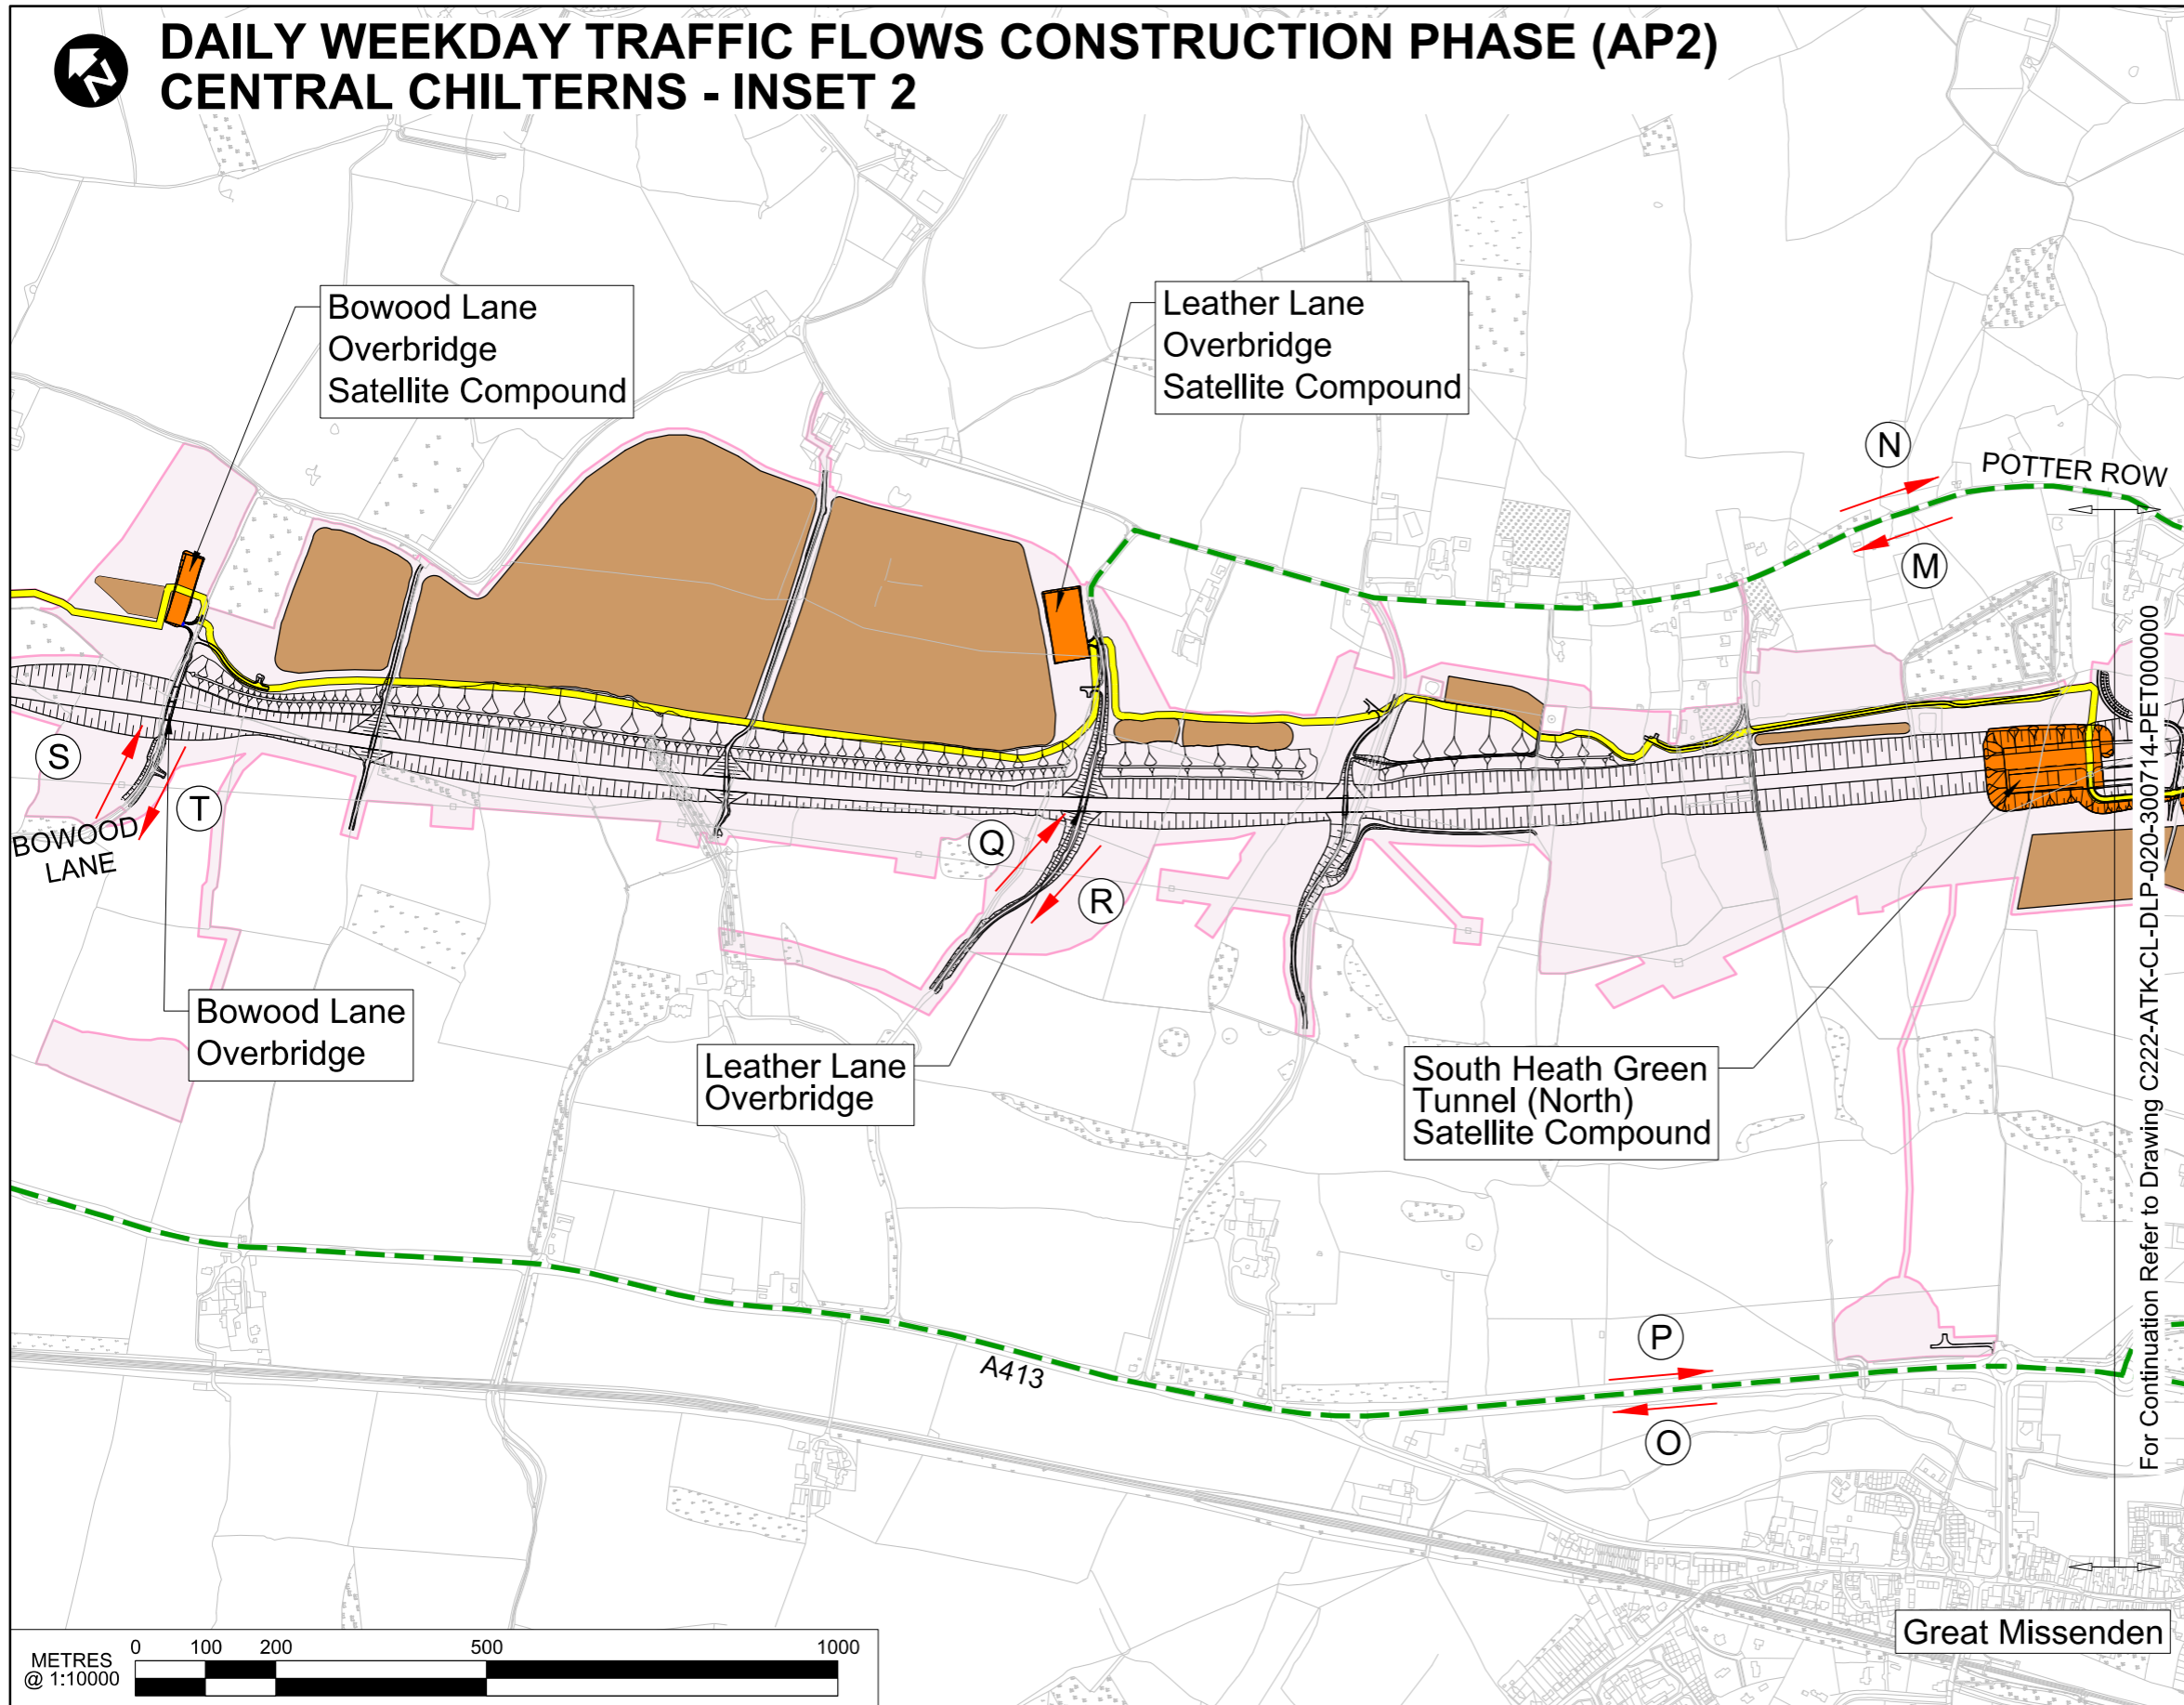 N
DAILY WEEKDAY TRAFFIC FLOWS CONSTRUCTION PHASE (AP2)
CENTRAL CHILTERNS - INSET 2
Bowood Lane
Overbridge
Satellite Compound
Leather Lane
Overbridge
Satellite Compound
N
POTTER ROW
M
S
T
BOWOOD
LANE
Q
R
Bowood Lane
Overbridge
Leather Lane
Overbridge
South Heath Green
Tunnel (North)
Satellite Compound
For Continuation Refer to Drawing C222-ATK-CL-DLP-020-300714-PET000000
P
A413
O
Great Missenden
METRES
@ 1:10000
0 100 200 500 1000